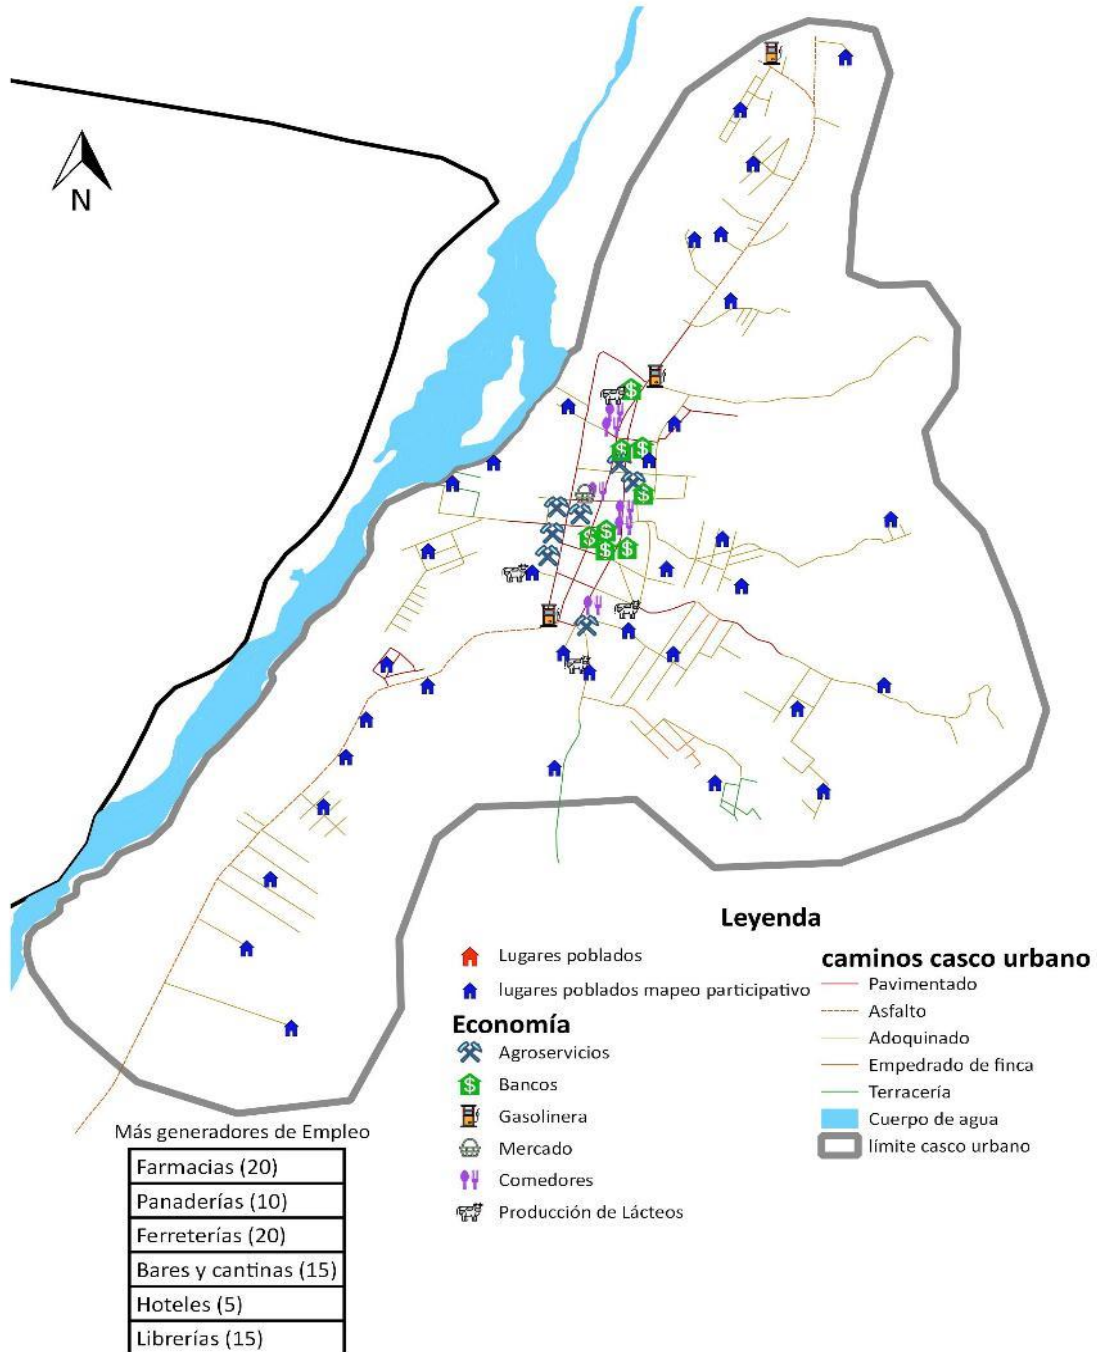 N
Leyenda
Lugares poblados
lugares poblados mapeo participativo
Economía
Agroservicios
Bancos
Gasolinera
Mercado
Comedores
Producción de Lácteos
caminos casco urbano
Pavimentado
Asfalto
Adoquinado
Empedrado de finca
Terracería
Cuerpo de agua
límite casco urbano
Más generadores de Empleo
Farmacias (20)
Panaderías (10)
Ferreterías (20)
Bares y cantinas (15)
Hoteles (5)
Librerías (15)